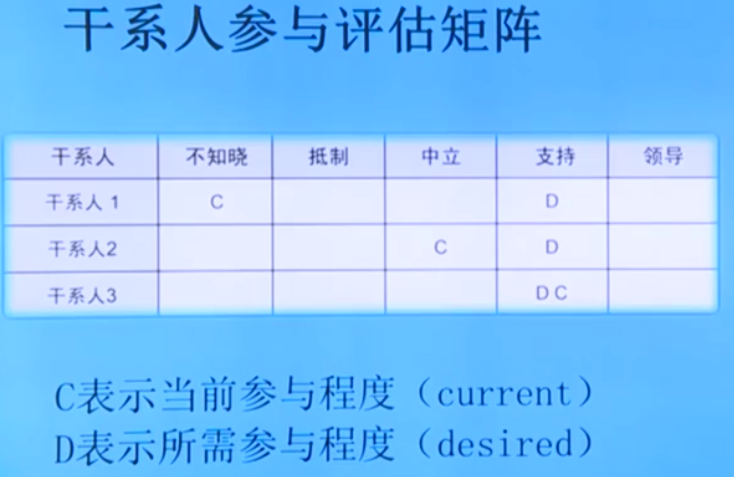 干系人参与评估矩阵
干系人 不知晓 抵制 中立 支持 领导
干系人 1 C D
干系人2 C D
干系人3 D C
C表示当前参与程度（current）
D表示所需参与程度（desired）